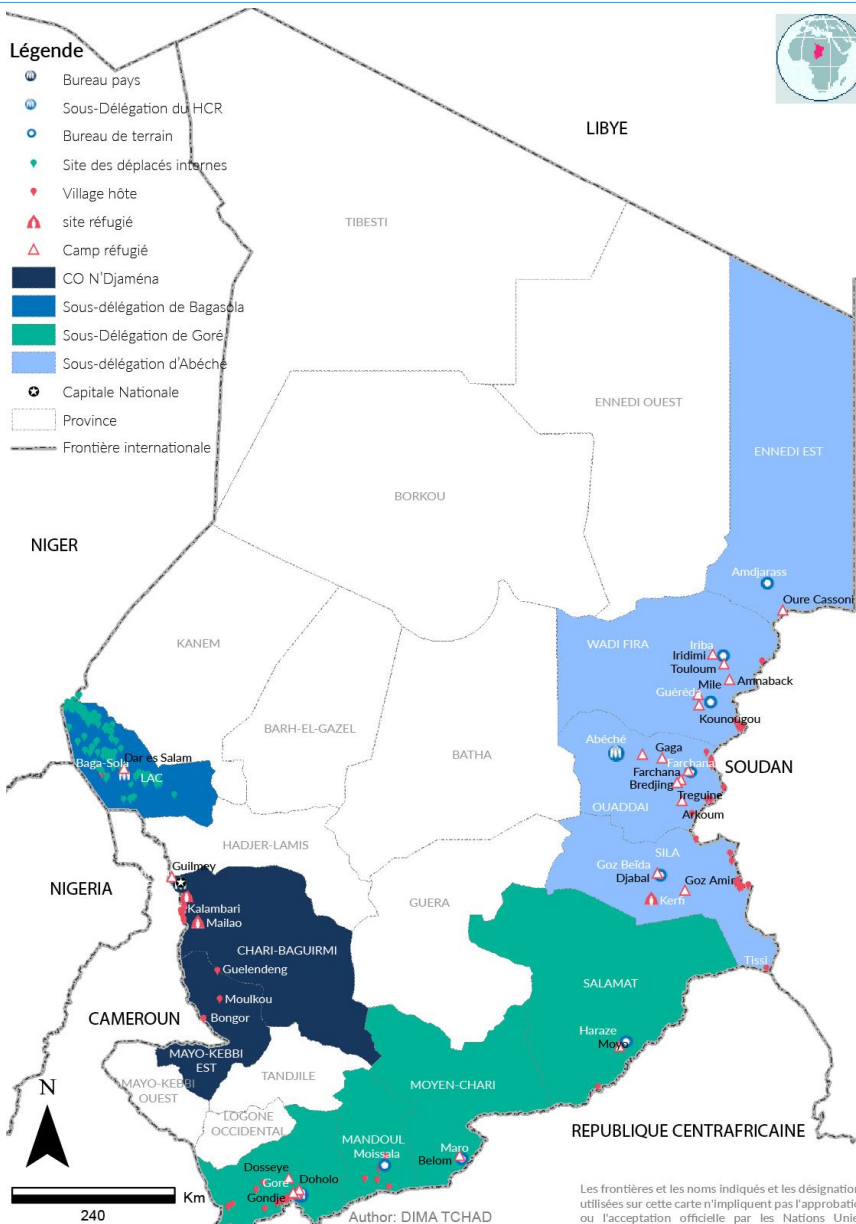 Légende
Bureau pays
Sous-Délégation du HCR
Bureau de terrain
Site des déplacés internes
Village hôte
site réfugié
Camp réfugié
CO N'Djaména
Sous-délégation de Bagasola
Sous-Délégation de Goré
Sous-délégation d'Abéché
Capitale Nationale
Province
Frontière internationale
LIBYE
TIBESTI
ENNEDI OUEST
ENNEDI EST
BORKOU
NIGER
Amdjarass
Oure Cassoni
KANEM
WADI FIRA
Iriba
Iridimi
Touloum
Amnaback
Mile
Guéréda
Kounoügou
BARH-EL-GAZEL
BATHA
Abéché
Gaga
Farchana
Farchana
Bredjing
Treguine
Arkoum
OUADDAI
SOUDAN
Dar es Salam
Baga-Sola
LAC
HADJER-LAMIS
NIGERIA
Guilmey
Kalambari
Mailao
CHARI-BAGUIRMI
GUERA
SILA
Goz Beïda
Djabal
Goz Amir
Kerfi
Tissi
Guelendeng
Moulkou
Bongor
CAMEROUN
SALAMAT
Haraze
Moyo
MAYO-KEBBI
EST
MAYO-KEBBI
OUEST
TANDJILE
MOYEN-CHARI
LOGONE
OCCIDENTAL
MANDOUL
Moissala
Maro
Belom
REPUBLIQUE CENTRAFRICAINE
Dosseye
Doholo
Goré
Gondje
N
Km
240
Author: DIMA TCHAD
Les frontières et les noms indiqués et les désignation
utilisées sur cette carte n'impliquent pas l'approbatio
ou l'acceptation officielle par les Nations Unie